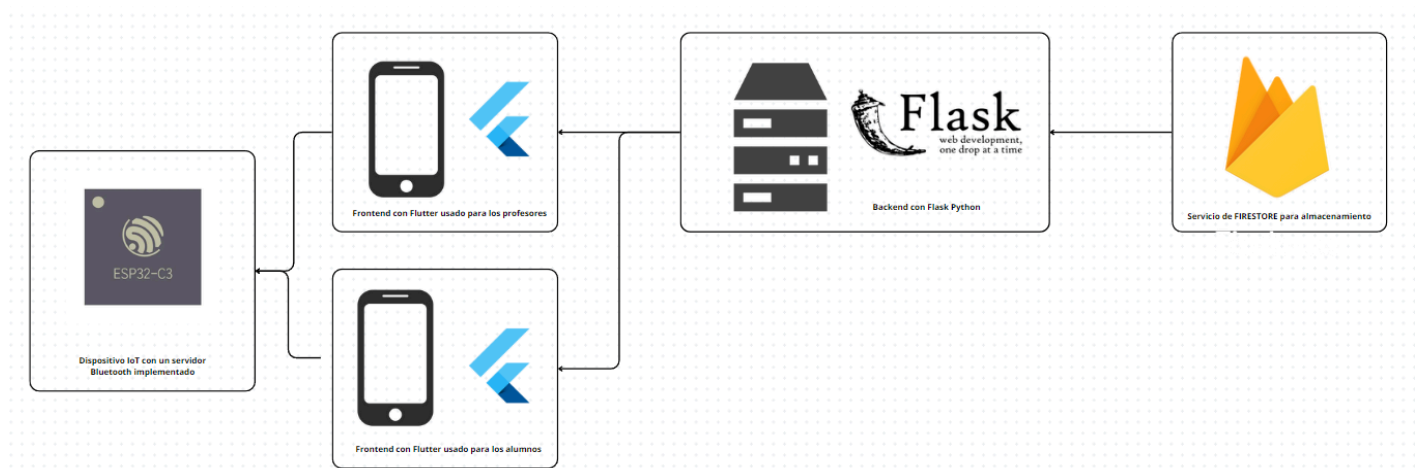 ESP32-C3
Dispositivo IoT con un servidor
Bluetooth implementado
Frontend con Flutter usado para los profesores
Frontend con Flutter usado para los alumnos
Flask
web development,
one drop at a time
Backend con Flask Python
Servicio de FIRESTORE para almacenamiento